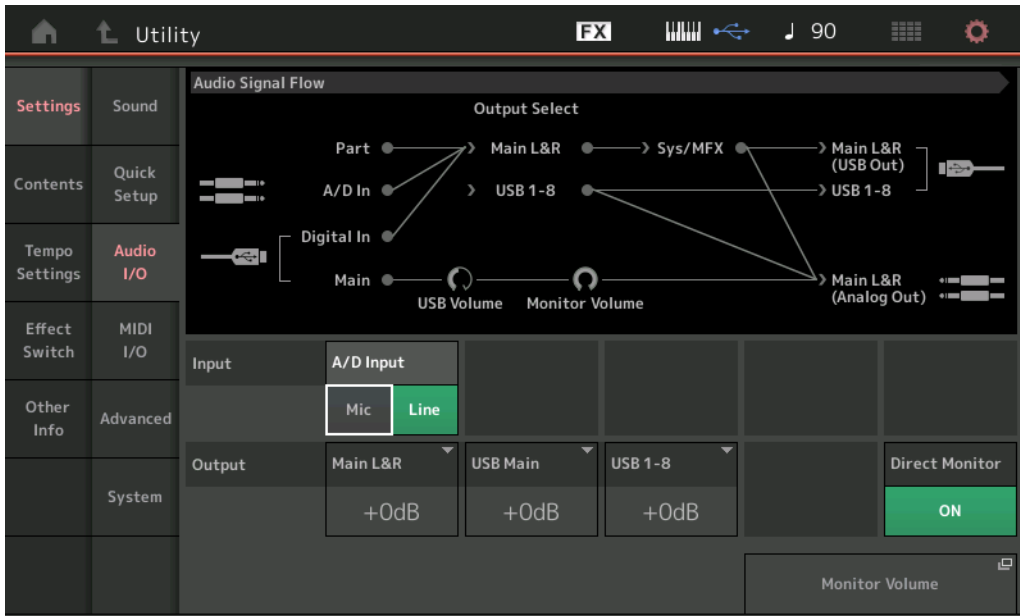 Utility
FX
90
Settings
Sound
Contents
Quick
Setup
Tempo
Settings
Audio
I/O
Effect
Switch
MIDI
I/O
Other
Info
Advanced
System
Audio Signal Flow
Output Select
Part
Main L&R
Sys/MFX
Main L&R
(USB Out)
A/D In
USB 1-8
USB 1-8
Digital In
Main
USB Volume
Monitor Volume
Main L&R
(Analog Out)
Input
A/D Input
Mic
Line
Output
Main L&R
+0dB
USB Main
+0dB
USB 1-8
+0dB
Direct Monitor
ON
Monitor Volume